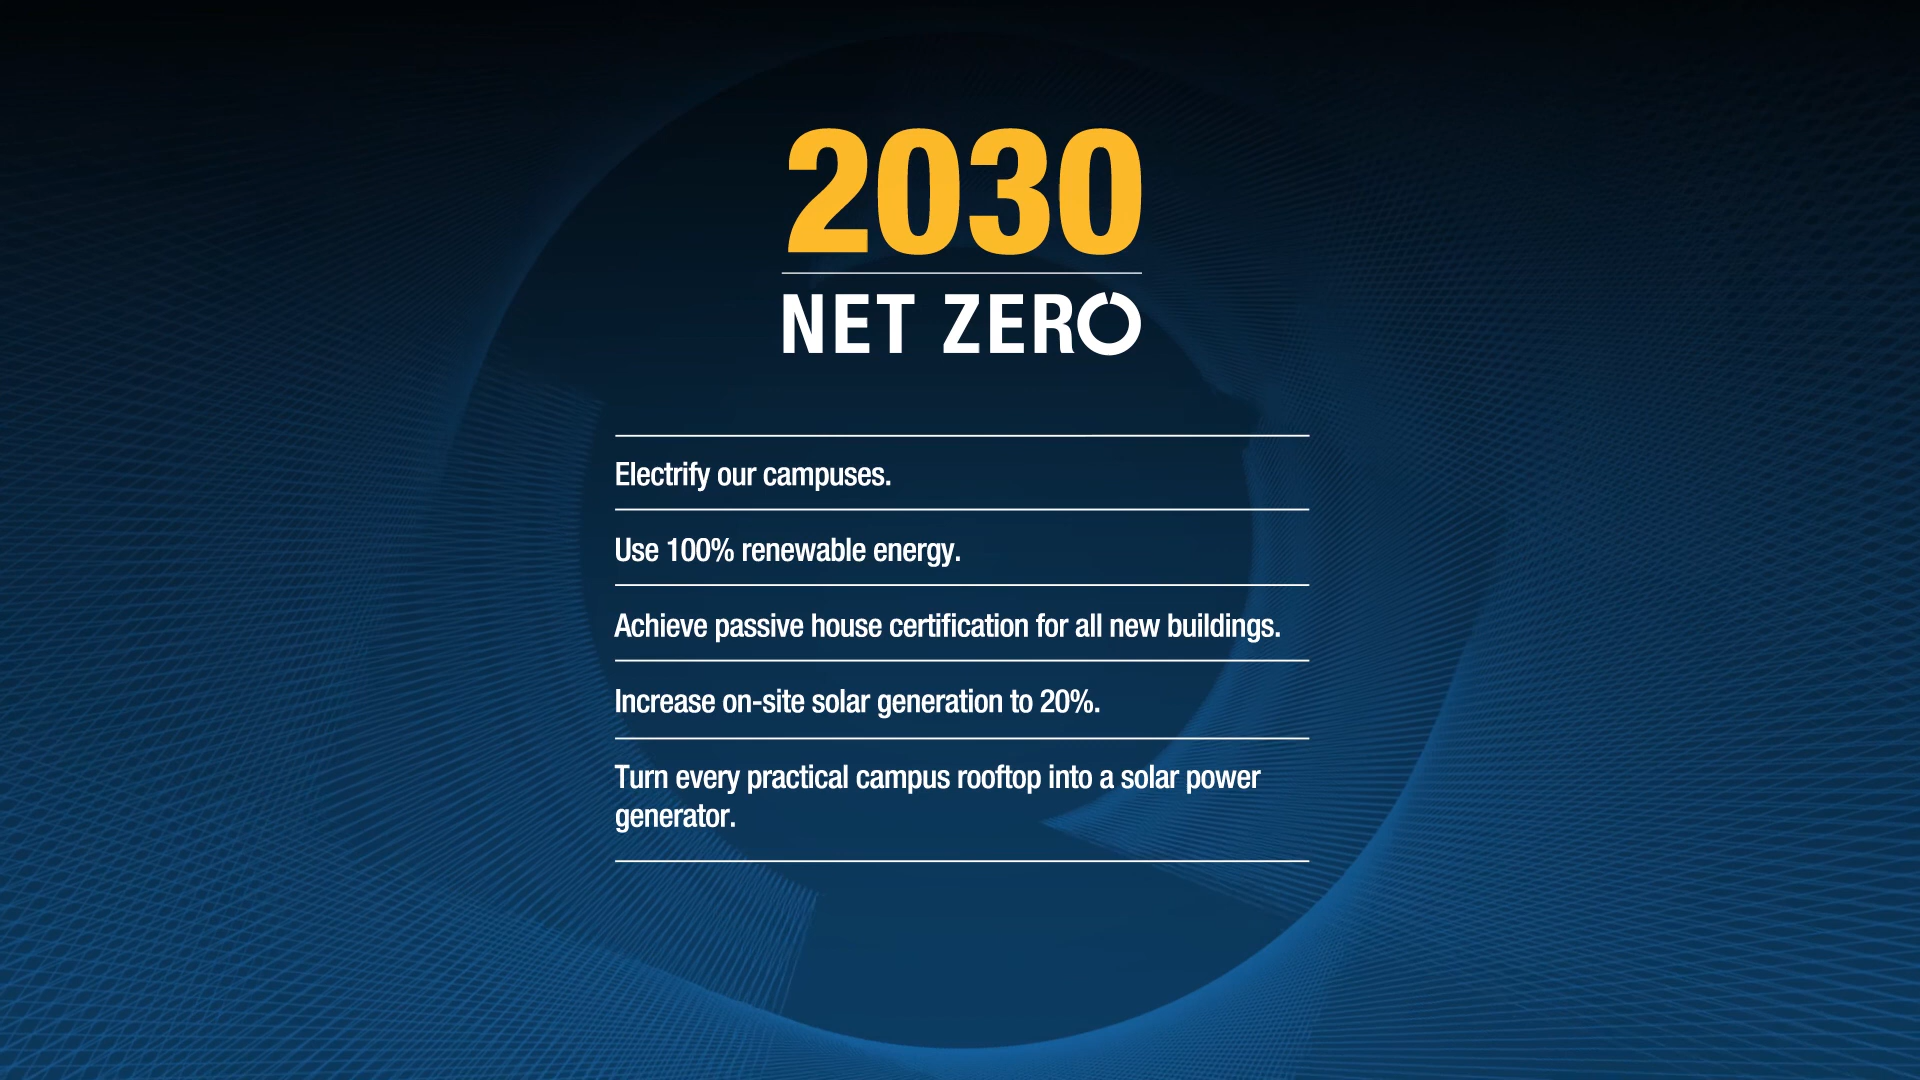 2030
NET ZERO
Electrify our campuses.
Use 100% renewable energy.
Achieve passive house certification for all new buildings.
Increase on-site solar generation to 20%.
Turn every practical campus rooftop into a solar power
generator.